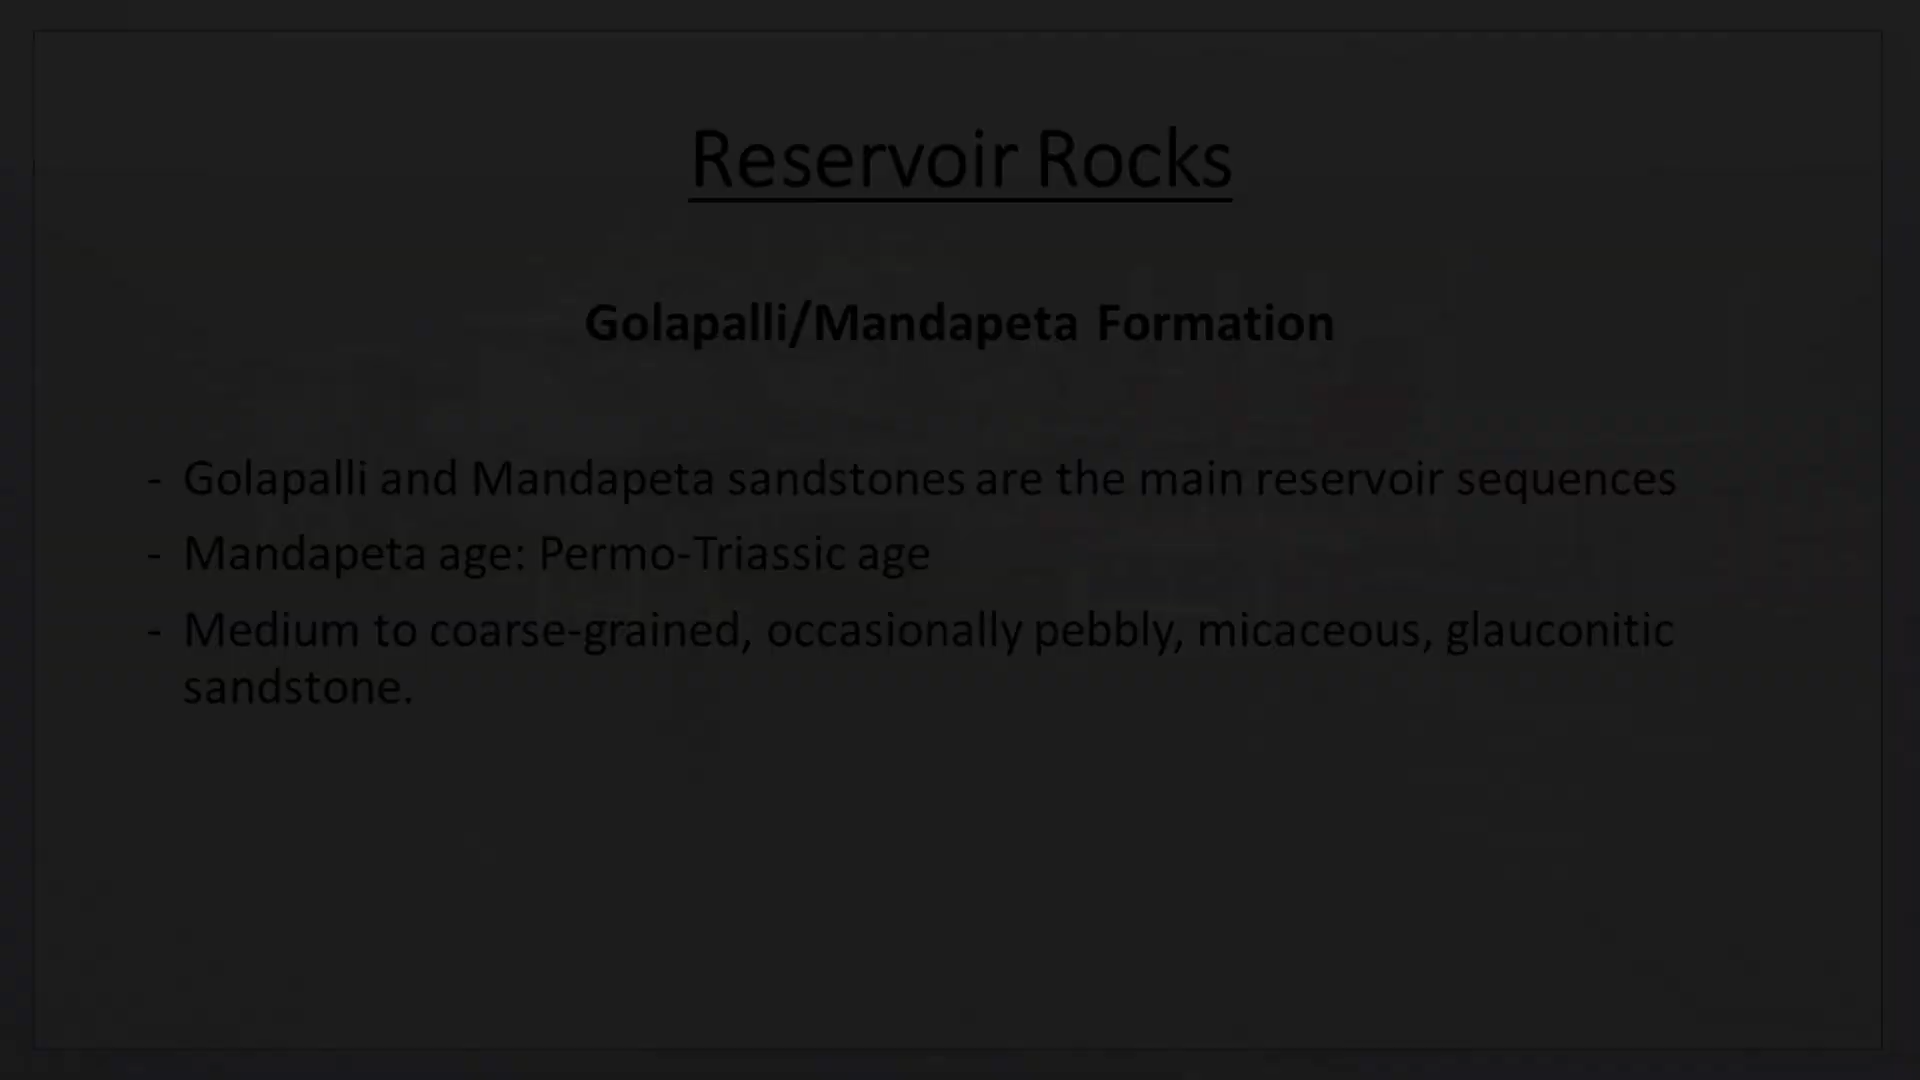 Reservoir Rocks
Golapalli/Mandapeta Formation
- Golapalli and Mandapeta sandstones are the main reservoir sequences
- Mandapeta age: Permo-Triassic age
- Medium to coarse-grained, occasionally pebbly, micaceous, glauconitic
sandstone.